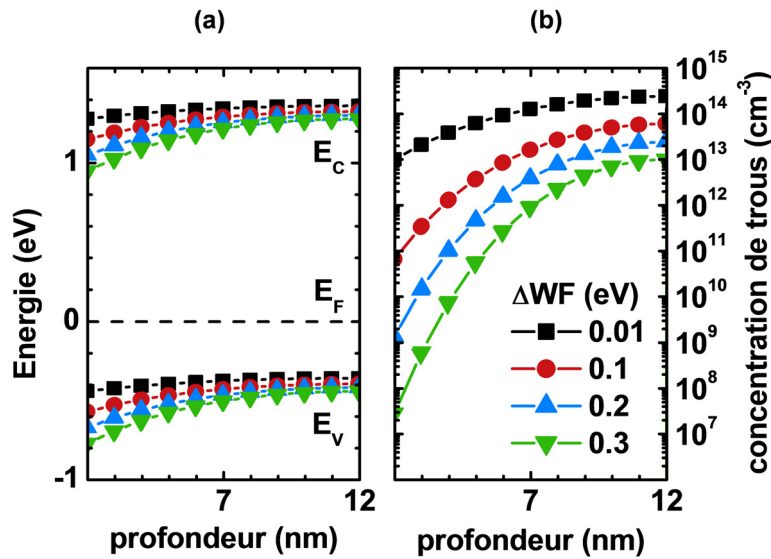 (a)
(b)
Energie (eV)
1
0
-1
E_C
E_F
E_V
7
12
profondeur (nm)
10^15
10^14
10^13
10^12
10^11
10^10
10^9
10^8
10^7
concentration de trous (cm^-3)
ΔWF (eV)
0.01
0.1
0.2
0.3
7
12
profondeur (nm)